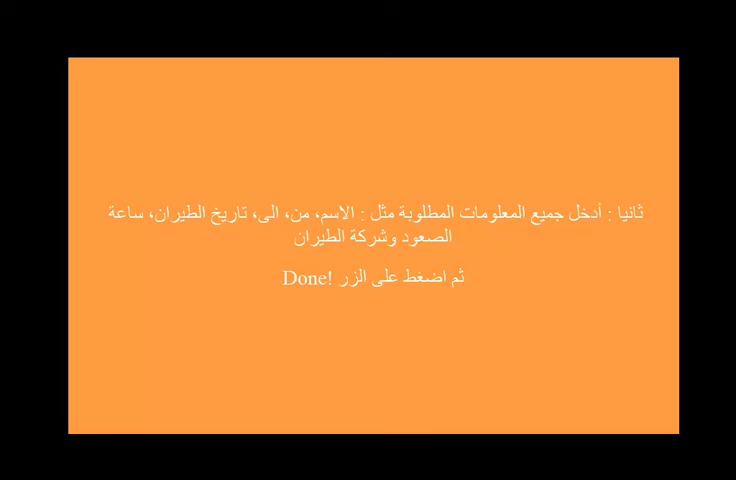 ثانيا : أدخل جميع المعلومات المطلوبة مثل : الاسم، من، الى، تاريخ الطيران، ساعة
الصعود وشركة الطيران
ثم اضغط على الزر Done!